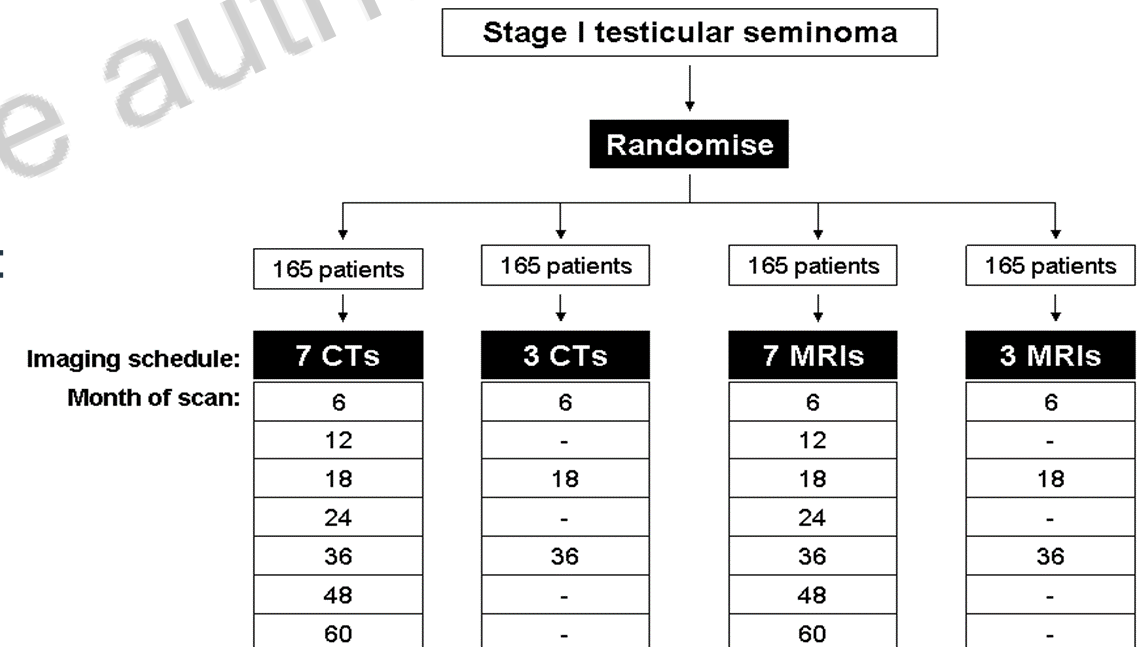 e auth
Stage I testicular seminoma
Randomise
:
165 patients 165 patients 165 patients 165 patients
Imaging schedule: 7 CTs 3 CTs 7 MRIs 3 MRIs
Month of scan: 6 6 6 6
12 - 12 -
18 18 18 18
24 - 24 -
36 36 36 36
48 - 48 -
60 - 60 -